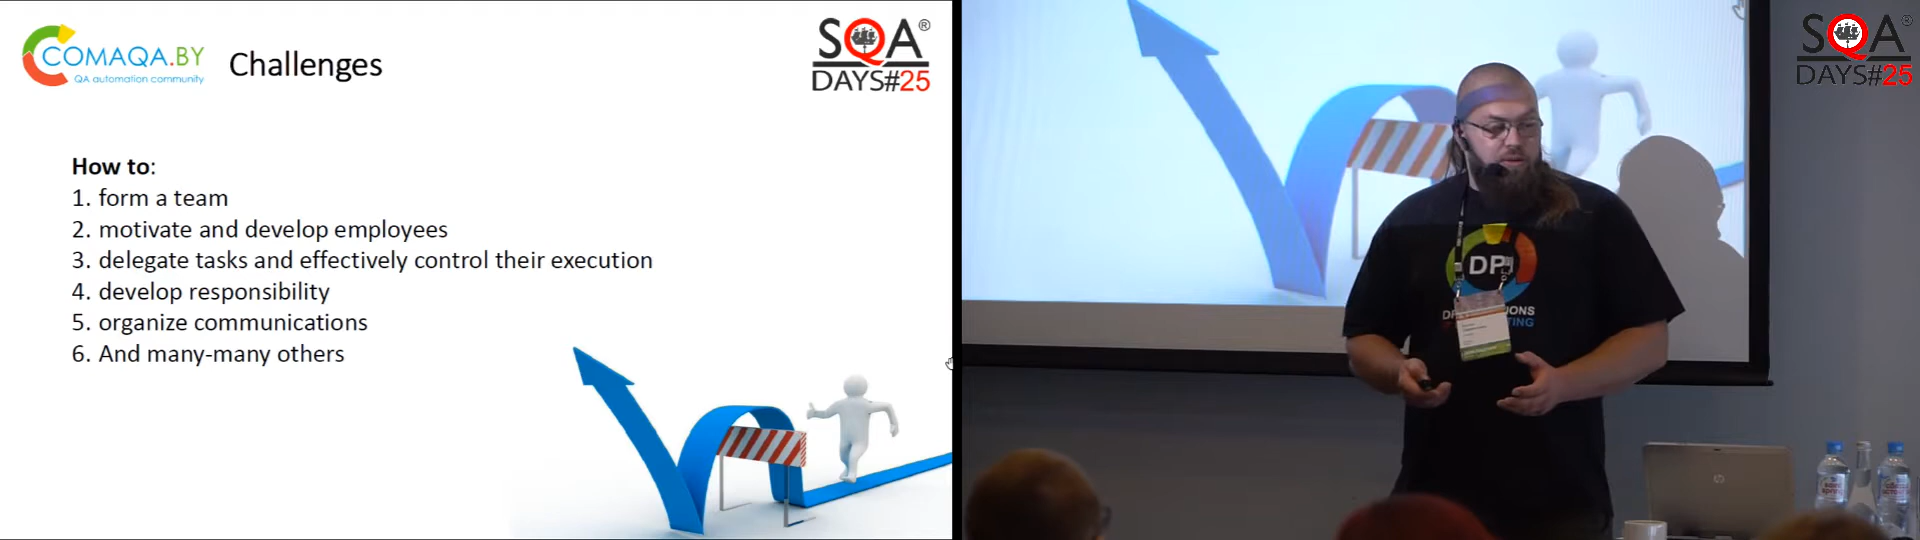 COMAQA.BY
QA automation community
Challenges
SQA®
DAYS#25
How to:
1. form a team
2. motivate and develop employees
3. delegate tasks and effectively control their execution
4. develop responsibility
5. organize communications
6. And many-many others
SQA®
DAYS#25
DP
hp